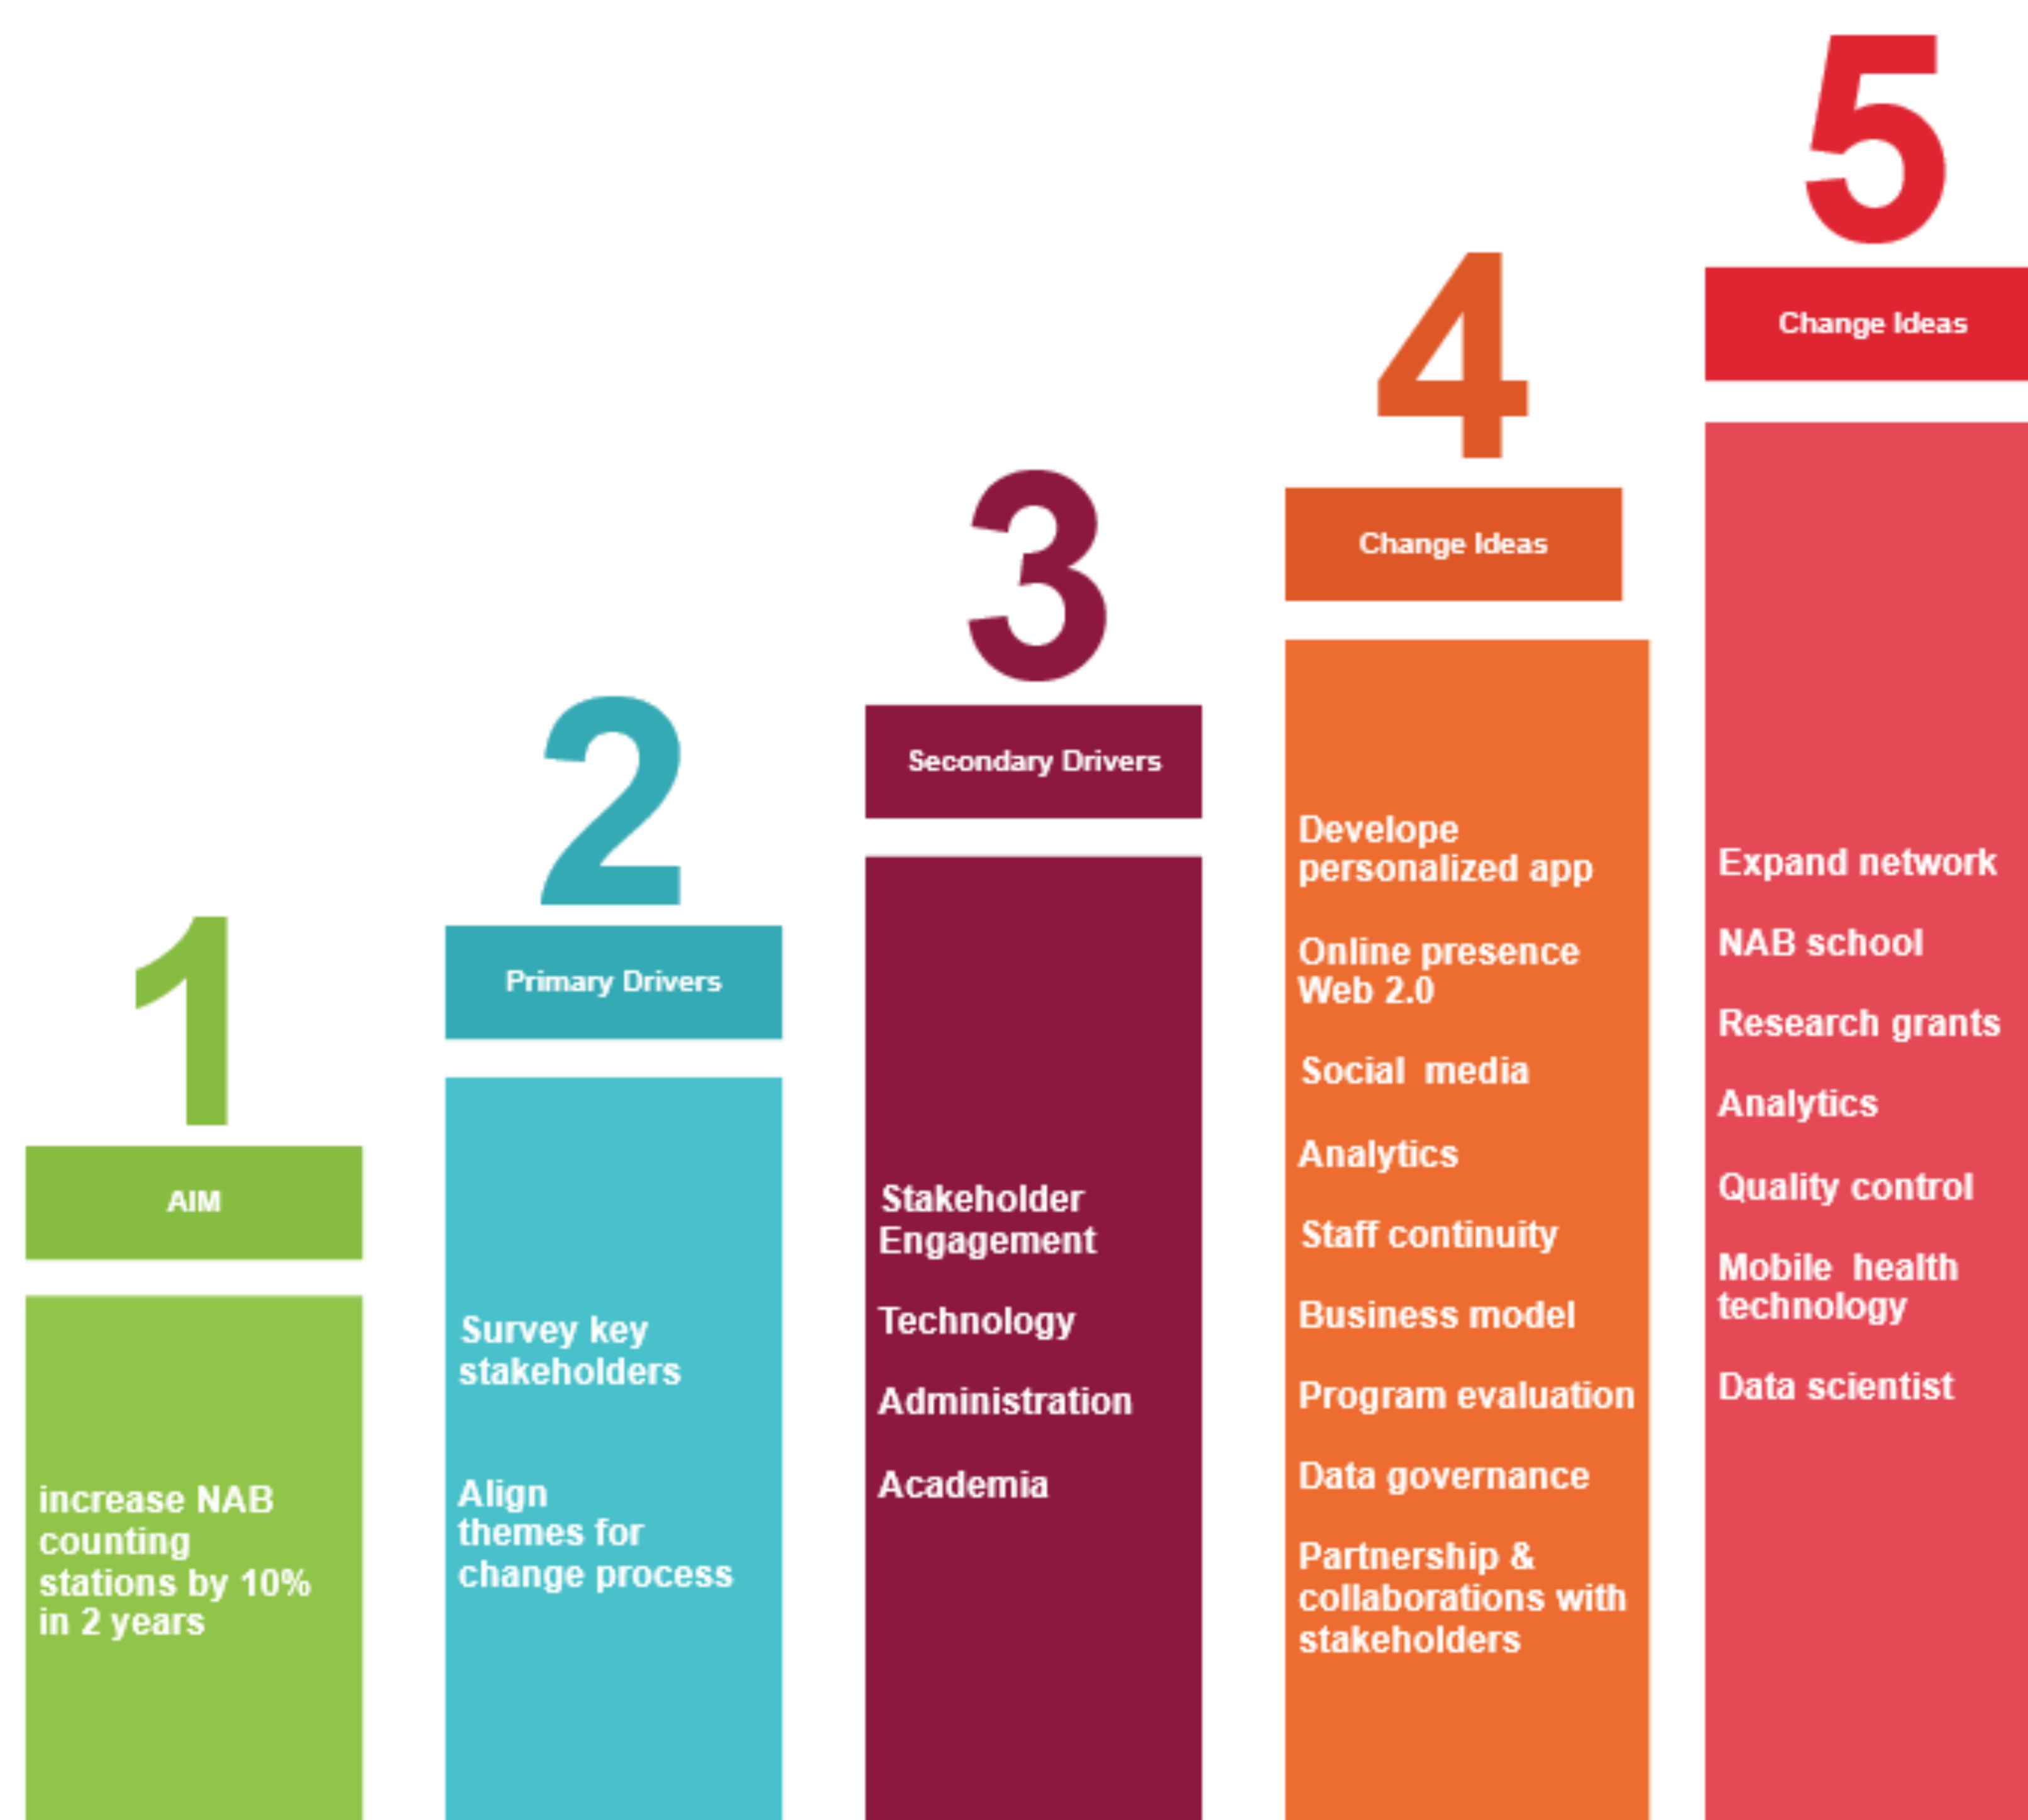 1
AIM
increase NAB
counting
stations by 10%
in 2 years
2
Primary Drivers
Survey key
stakeholders
Align
themes for
change process
3
Secondary Drivers
Stakeholder
Engagement
Technology
Administration
Academia
4
Change Ideas
Develope
personalized app
Online presence
Web 2.0
Social media
Analytics
Staff continuity
Business model
Program evaluation
Data governance
Partnership &
collaborations with
stakeholders
5
Change Ideas
Expand network
NAB school
Research grants
Analytics
Quality control
Mobile health
technology
Data scientist